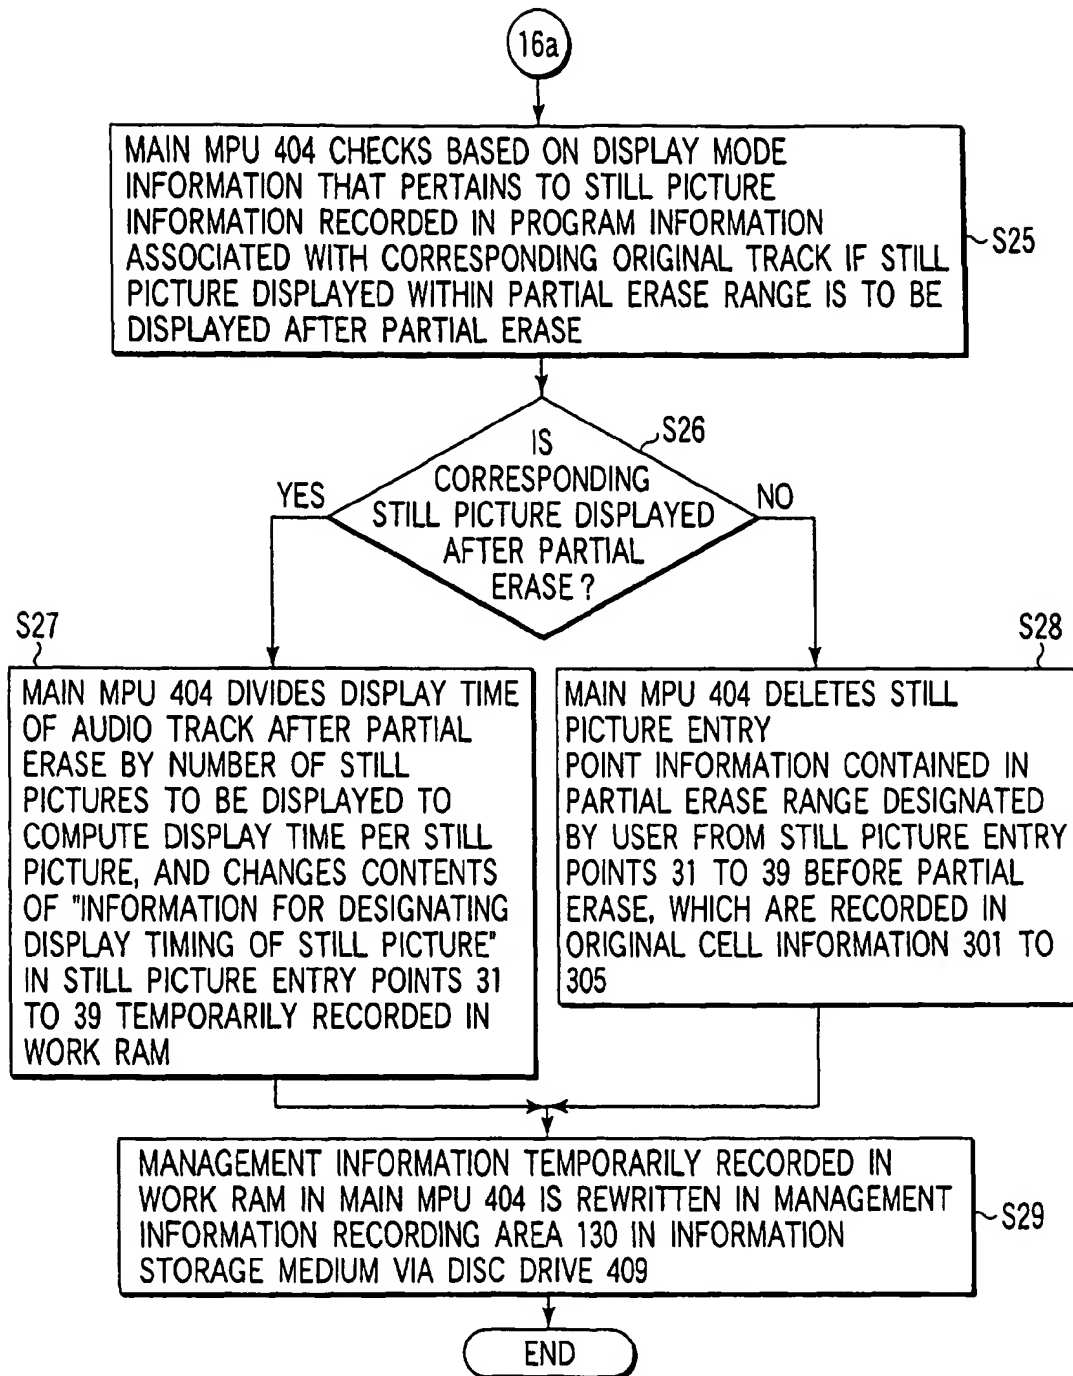 16a
MAIN MPU 404 CHECKS BASED ON DISPLAY MODE
INFORMATION THAT PERTAINS TO STILL PICTURE
INFORMATION RECORDED IN PROGRAM INFORMATION
ASSOCIATED WITH CORRESPONDING ORIGINAL TRACK IF STILL
PICTURE DISPLAYED WITHIN PARTIAL ERASE RANGE IS TO BE
DISPLAYED AFTER PARTIAL ERASE
S25
S26
IS
CORRESPONDING
STILL PICTURE DISPLAYED
AFTER PARTIAL
ERASE?
YES
NO
S27
MAIN MPU 404 DIVIDES DISPLAY TIME
OF AUDIO TRACK AFTER PARTIAL
ERASE BY NUMBER OF STILL
PICTURES TO BE DISPLAYED TO
COMPUTE DISPLAY TIME PER STILL
PICTURE, AND CHANGES CONTENTS
OF "INFORMATION FOR DESIGNATING
DISPLAY TIMING OF STILL PICTURE"
IN STILL PICTURE ENTRY POINTS 31
TO 39 TEMPORARILY RECORDED IN
WORK RAM
S28
MAIN MPU 404 DELETES STILL
PICTURE ENTRY
POINT INFORMATION CONTAINED IN
PARTIAL ERASE RANGE DESIGNATED
BY USER FROM STILL PICTURE ENTRY
POINTS 31 TO 39 BEFORE PARTIAL
ERASE, WHICH ARE RECORDED IN
ORIGINAL CELL INFORMATION 301 TO
305
MANAGEMENT INFORMATION TEMPORARILY RECORDED IN
WORK RAM IN MAIN MPU 404 IS REWRITTEN IN MANAGEMENT
INFORMATION RECORDING AREA 130 IN INFORMATION
STORAGE MEDIUM VIA DISC DRIVE 409
S29
END